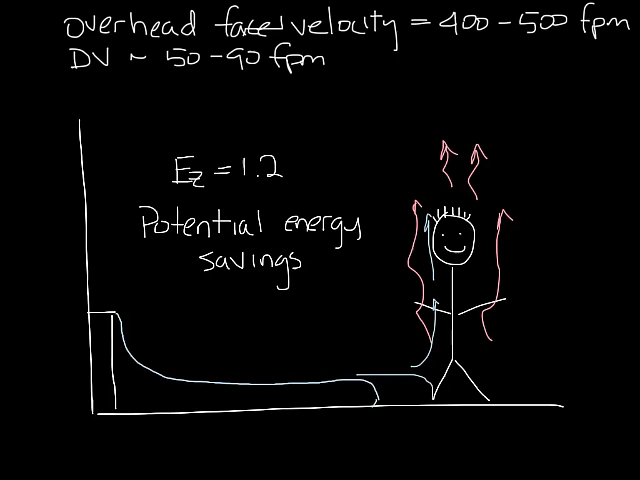 overhead face velocity = 400 - 500 fpm
DV ~ 50 - 90 fpm
Ez = 1.2
Potential energy
savings